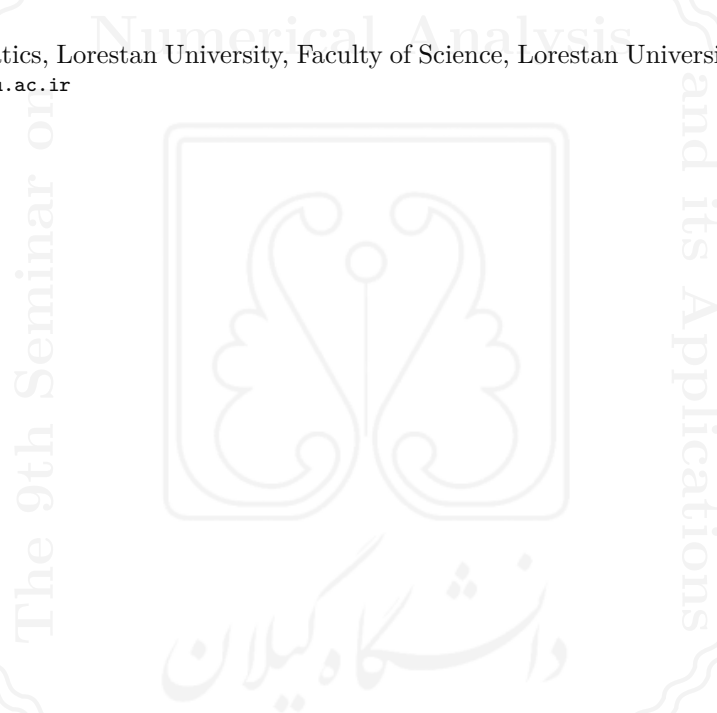 Numerical Analysis
tics, Lorestan University, Faculty of Science, Lorestan Universi
.ac.ir
The 9th Seminar on
and its Applications
دانشگاه گیلان